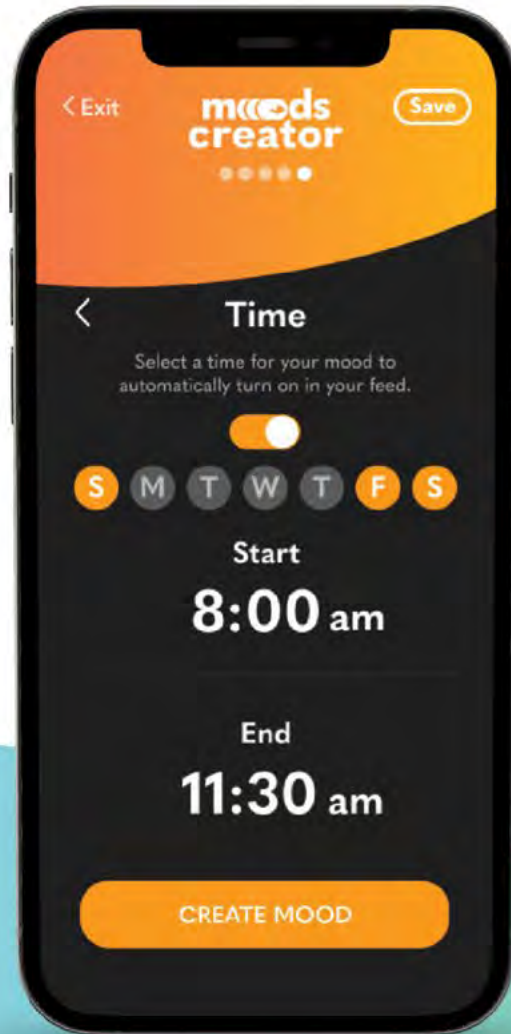 < Exit
moods
creator
Save
Time
Select a time for your mood to
automatically turn on in your feed.
S M T W T F S
Start
8:00 am
End
11:30 am
CREATE MOOD